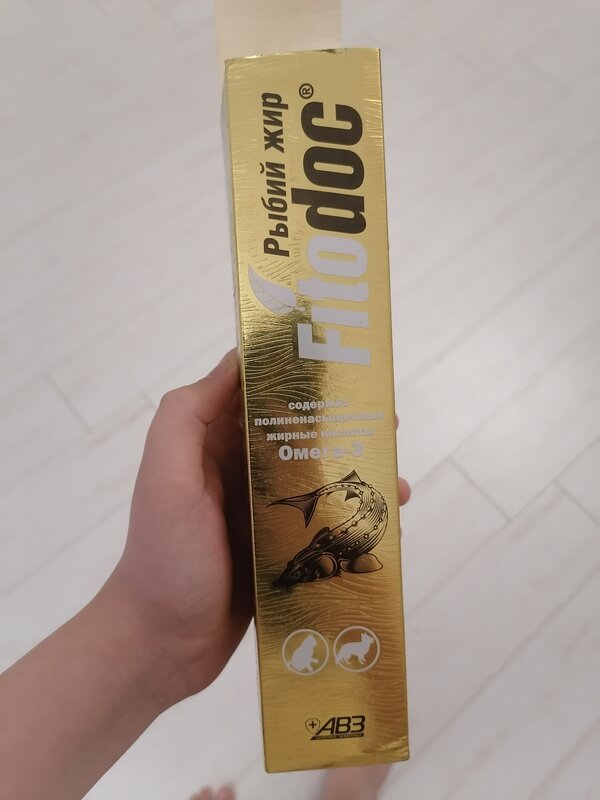 Рыбий жир
Fitodoc®
содержит
полиненасыщенные
жирные кислоты
Омега-3
АВЗ